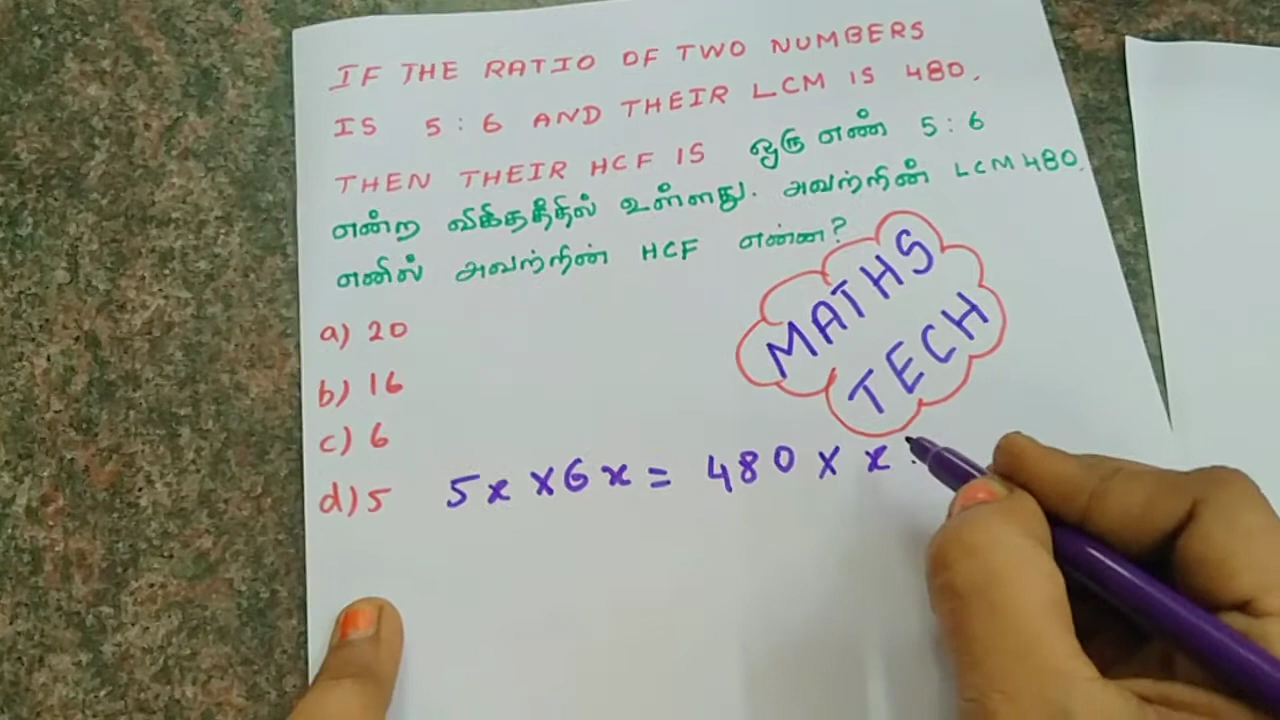 IF THE RATIO OF TWO NUMBERS
IS 5 : 6 AND THEIR LCM IS 480.
THEN THEIR HCF IS ஒரு எண் 5 : 6
என்ற விகிதத்தில் உள்ளது. அவற்றின் LCM 480.
எனில் அவற்றின் HCF என்ன?
MATHS
TECH
a) 20
b) 16
c) 6
d) 5
5x x 6x = 480 x x